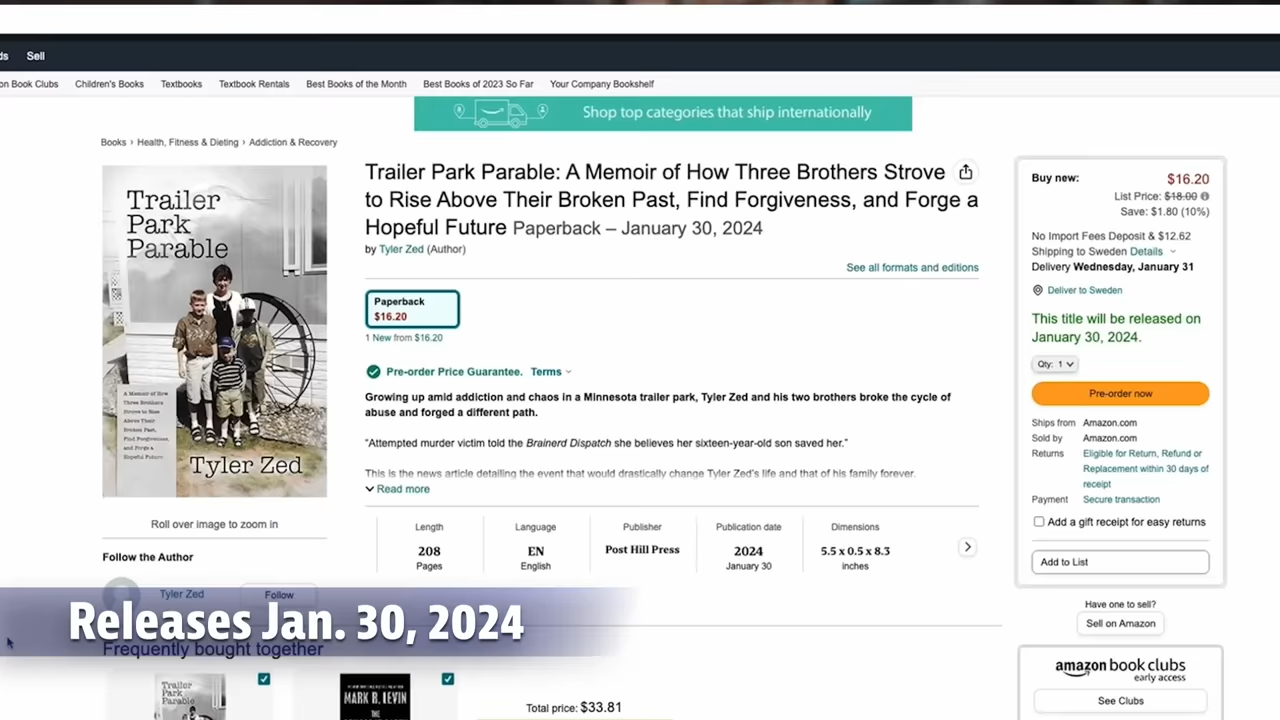 ds Sell
on Book Clubs Children's Books Textbooks Textbook Rentals Best Books of the Month Best Books of 2023 So Far Your Company Bookshelf
Shop top categories that ship internationally
Books › Health, Fitness & Dieting › Addiction & Recovery
Trailer
Park
Parable
A Memoir of How
Three Brothers
Strove to Rise
Above Their
Broken Past,
Find Forgiveness,
and Forge a
Hopeful Future
Tyler Zed
Roll over image to zoom in
Follow the Author
Tyler Zed Follow
Trailer Park Parable: A Memoir of How Three Brothers Strove
to Rise Above Their Broken Past, Find Forgiveness, and Forge a
Hopeful Future Paperback – January 30, 2024
by Tyler Zed (Author)
See all formats and editions
Paperback
$16.20
1 New from $16.20
Pre-order Price Guarantee. Terms
Growing up amid addiction and chaos in a Minnesota trailer park, Tyler Zed and his two brothers broke the cycle of
abuse and forged a different path.
“Attempted murder victim told the Brainerd Dispatch she believes her sixteen-year-old son saved her.”
This is the news article detailing the event that would drastically change Tyler Zed's life and that of his family forever.
Read more
Length Language Publisher Publication date Dimensions
208 EN Post Hill Press 2024 5.5 x 0.5 x 8.3
Pages English January 30 inches
Buy new: $16.20
List Price: $18.00
Save: $1.80 (10%)
No Import Fees Deposit & $12.62
Shipping to Sweden Details
Delivery Wednesday, January 31
Deliver to Sweden
This title will be released on
January 30, 2024.
Qty: 1
Pre-order now
Ships from Amazon.com
Sold by Amazon.com
Returns Eligible for Return, Refund or
Replacement within 30 days of
receipt
Payment Secure transaction
Add a gift receipt for easy returns
Add to List
Have one to sell?
Sell on Amazon
amazon book clubs
early access
See Clubs
Releases Jan. 30, 2024
Frequently bought together
Trailer
Park
Parable
MARK R. LEVIN
THE
Total price: $33.81